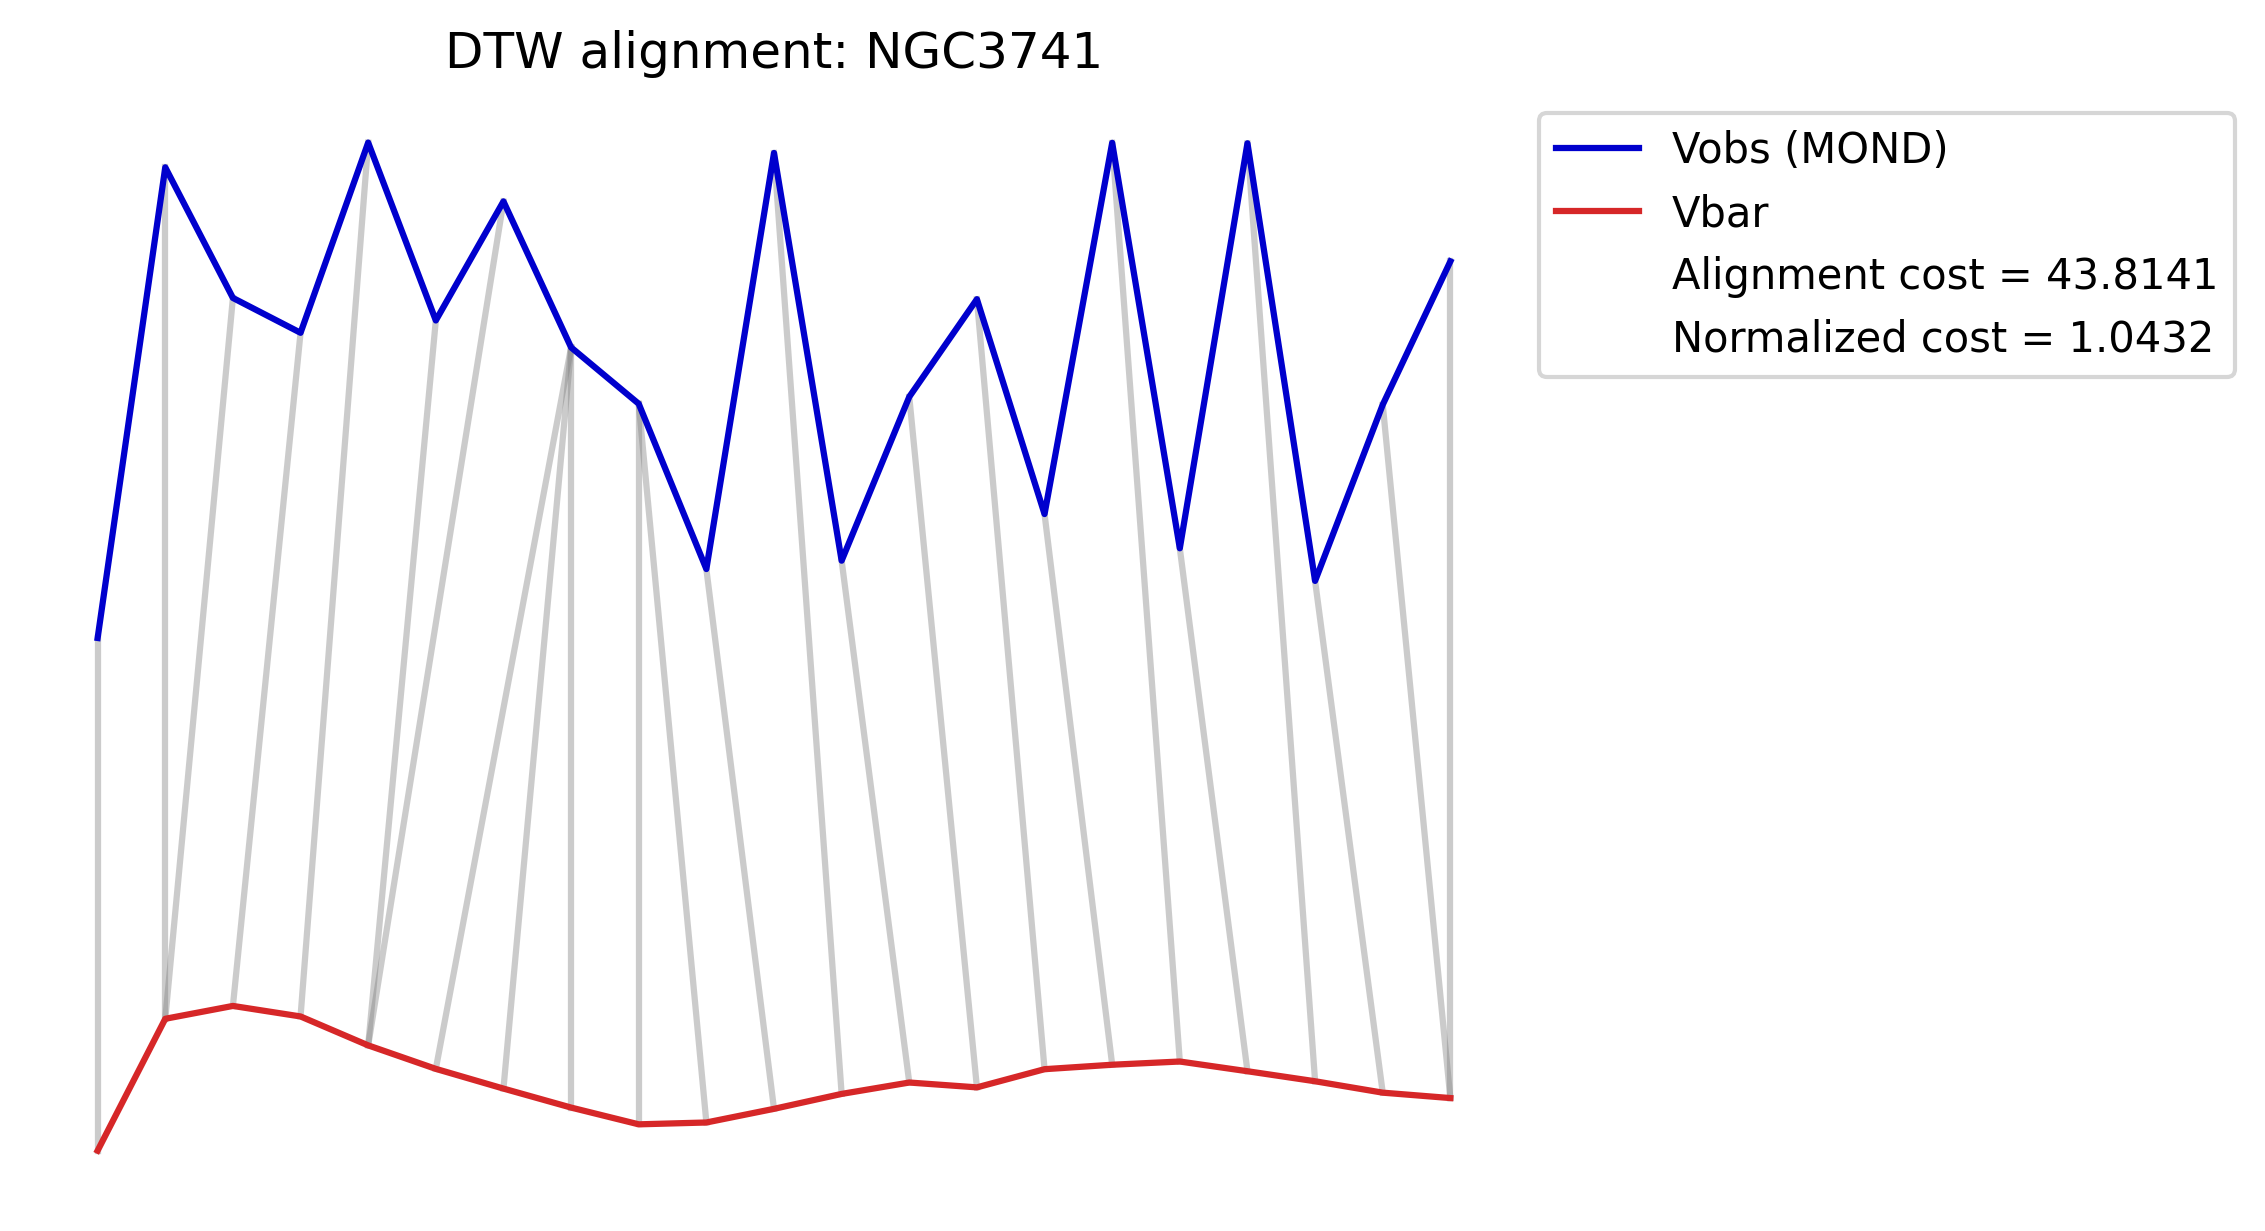 DTW alignment: NGC3741
Vobs (MOND)
Vbar
Alignment cost = 43.8141
Normalized cost = 1.0432